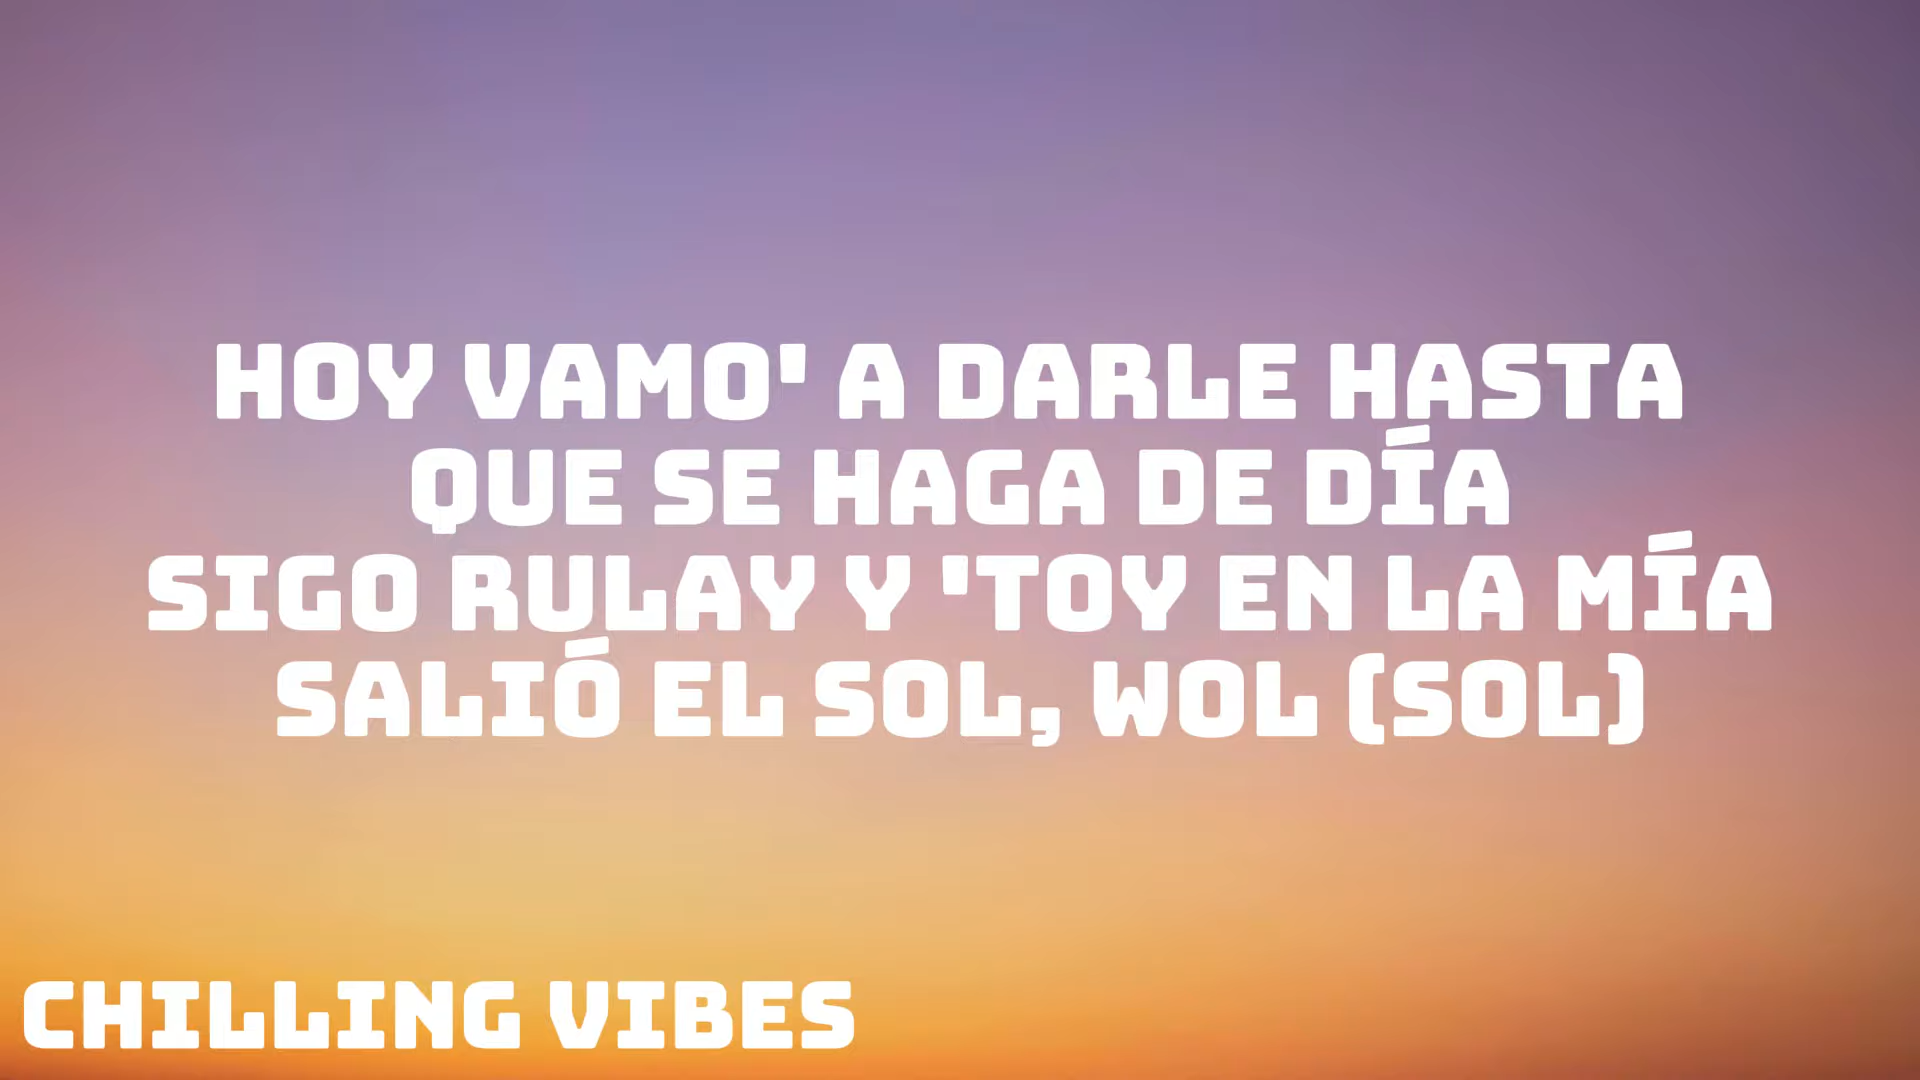 HOY VAMO' A DARLE HASTA
QUE SE HAGA DE DÍA
SIGO RULAY Y 'TOY EN LA MÍA
SALIÓ EL SOL, WOL (SOL)
CHILLING VIBES